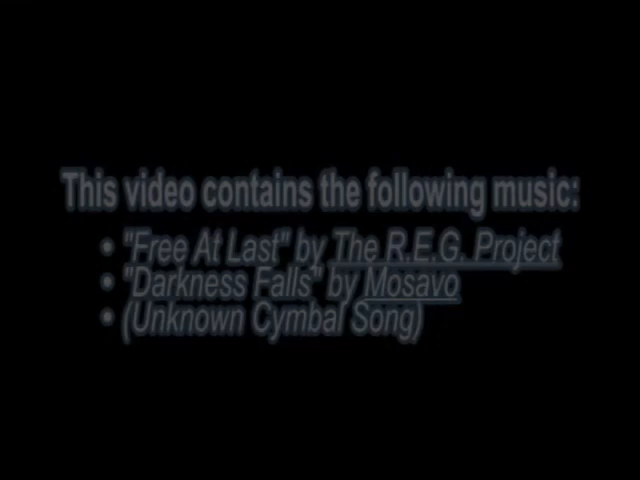 This video contains the following music:
• "Free At Last" by The R.E.G. Project
• "Darkness Falls" by Mosavo
• (Unknown Cymbal Song)